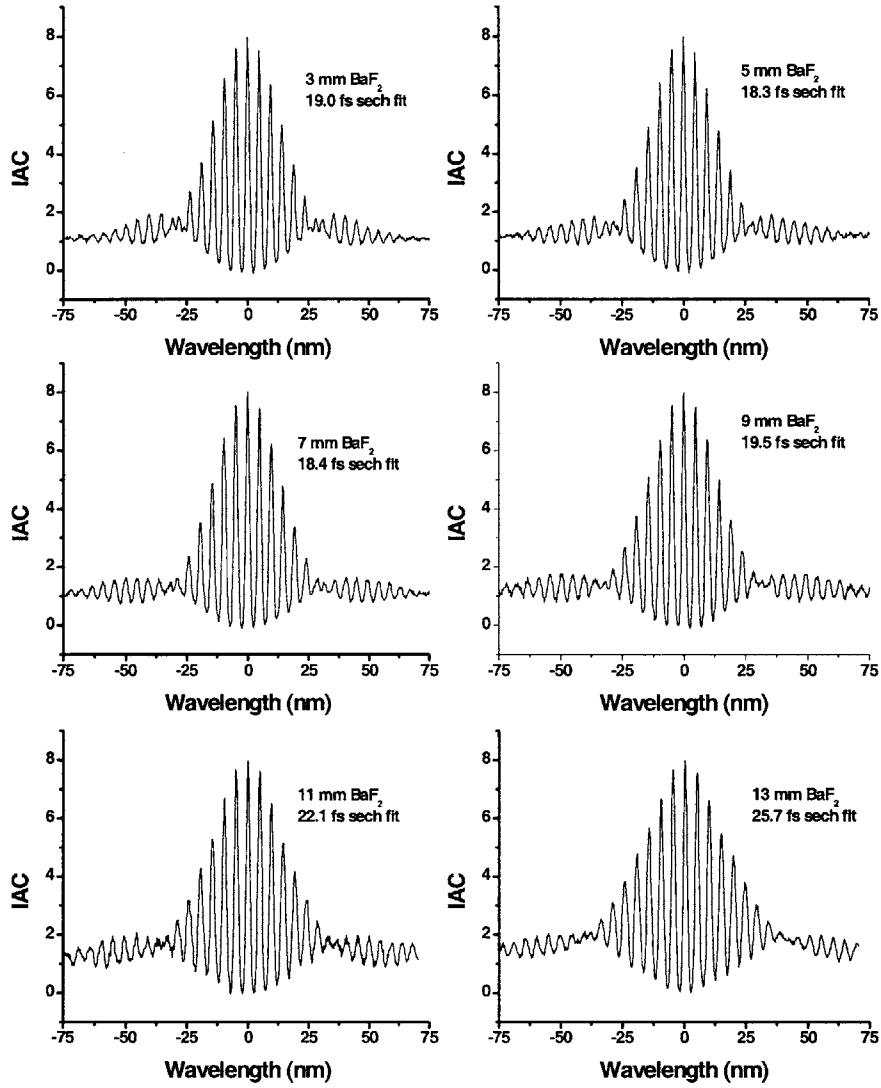 8
6
4
2
0
IAC
3 mm BaF₂
19.0 fs sech fit
-75 -50 -25 0 25 50 75
Wavelength (nm)
8
6
4
2
0
IAC
5 mm BaF₂
18.3 fs sech fit
-75 -50 -25 0 25 50 75
Wavelength (nm)
8
6
4
2
0
IAC
7 mm BaF₂
18.4 fs sech fit
-75 -50 -25 0 25 50 75
Wavelength (nm)
8
6
4
2
0
IAC
9 mm BaF₂
19.5 fs sech fit
-75 -50 -25 0 25 50 75
Wavelength (nm)
8
6
4
2
0
IAC
11 mm BaF₂
22.1 fs sech fit
-75 -50 -25 0 25 50 75
Wavelength (nm)
8
6
4
2
0
IAC
13 mm BaF₂
25.7 fs sech fit
-75 -50 -25 0 25 50 75
Wavelength (nm)